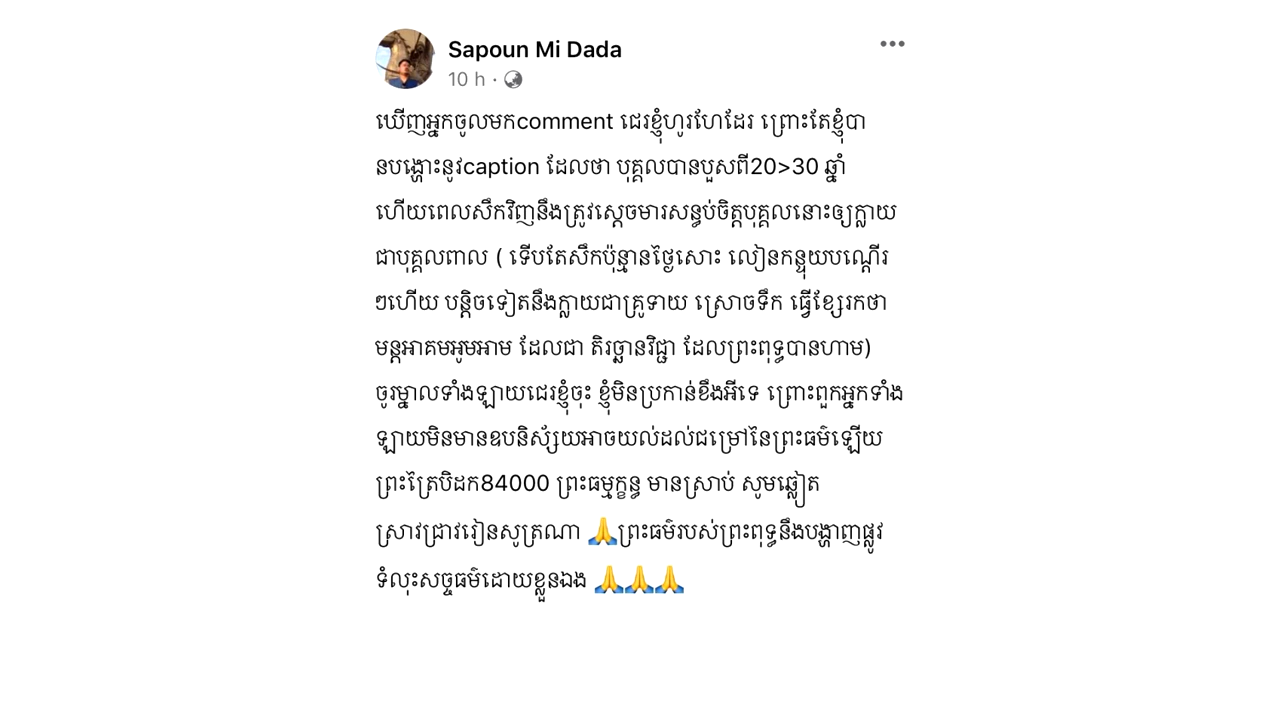 Sapoun Mi Dada
10 h ·
ឃើញអ្នកចូលមកcomment ជេរខ្ញុំហូរហែដែរ ព្រោះតែខ្ញុំបា
នបង្ហោះនូវcaption ដែលថា បុគ្គលបានបួសពី20>30 ឆ្នាំ
ហើយពេលសឹកវិញនឹងត្រូវស្ដេចមារសន្ធប់ចិត្តបុគ្គលនោះឲ្យក្លាយ
ជាបុគ្គលពាល ( ទើបតែសឹកប៉ុន្មានថ្ងៃសោះ លៀនកន្ទុយបណ្ដើរ
ៗហើយ បន្តិចទៀតនឹងក្លាយជាគ្រូទាយ ស្រោចទឹក ធ្វើខ្សែរកថា
មន្តអាគមអូមអាម ដែលជា តិរច្ឆានវិជ្ជា ដែលព្រះពុទ្ធបានហាម)
ចូរម្នាលទាំងឡាយជេរខ្ញុំចុះ ខ្ញុំមិនប្រកាន់ខឹងអីទេ ព្រោះពួកអ្នកទាំង
ឡាយមិនមានឧបនិស្ស័យអាចយល់ដល់ជម្រៅនៃព្រះធម៌ឡើយ
ព្រះត្រៃបិដក84000 ព្រះធម្មក្ខន្ធ មានស្រាប់ សូមឆ្លៀត
ស្រាវជ្រាវរៀនសូត្រណា 🙏ព្រះធម៌របស់ព្រះពុទ្ធនឹងបង្ហាញផ្លូវ
ទំលុះសច្ចធម៌ដោយខ្លួនឯង 🙏🙏🙏